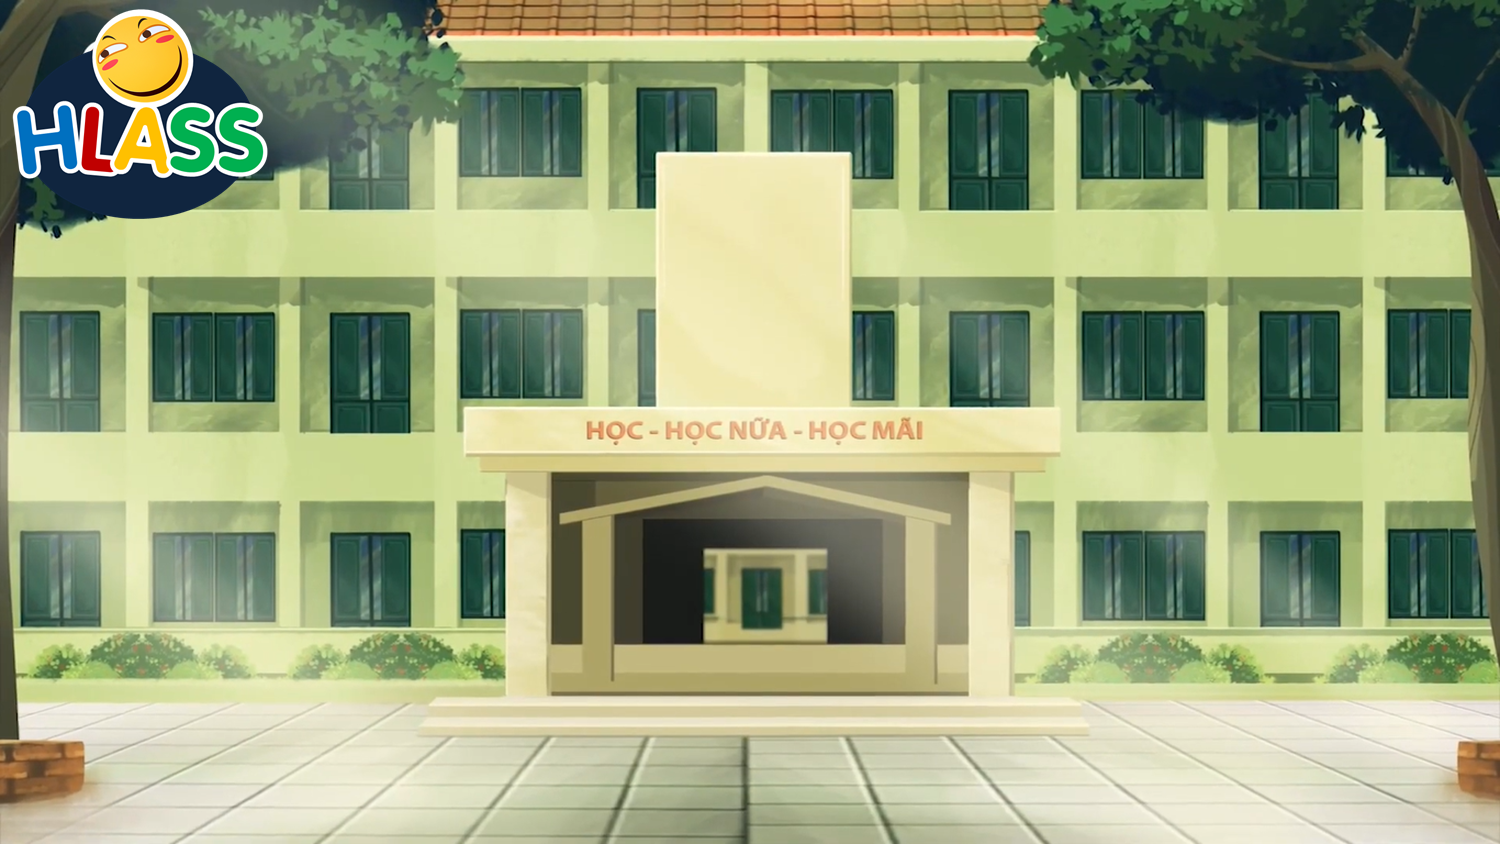 HLASS
HỌC - HỌC NỮA - HỌC MÃI